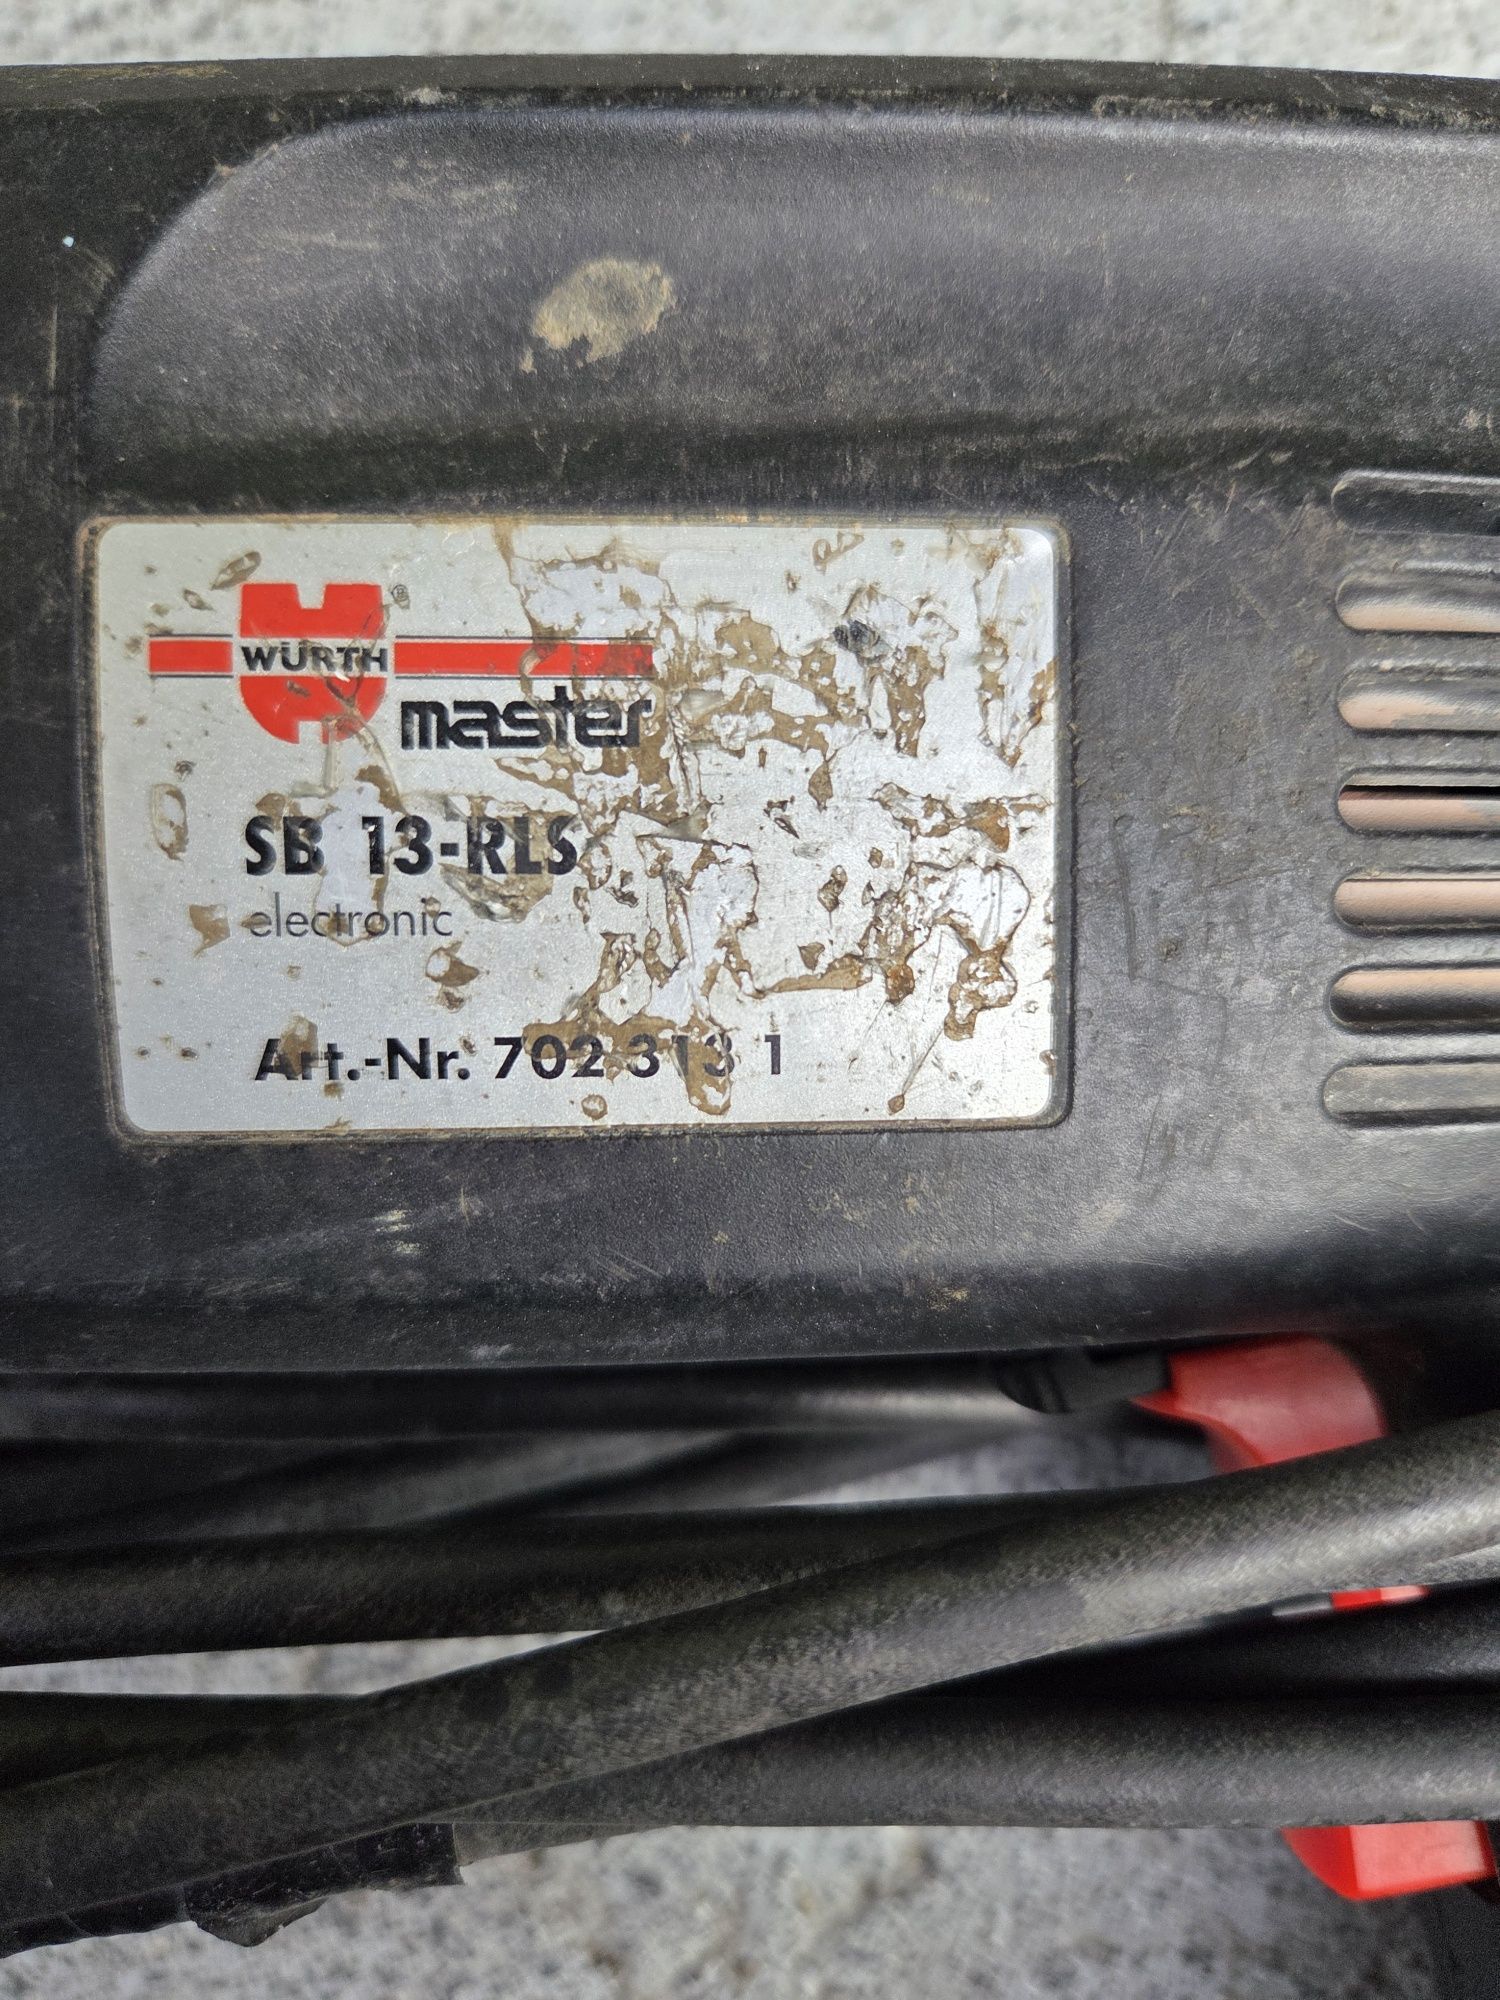 WÜRTH ®
master
SB 13-RLS
electronic
Art.-Nr. 702 313 1